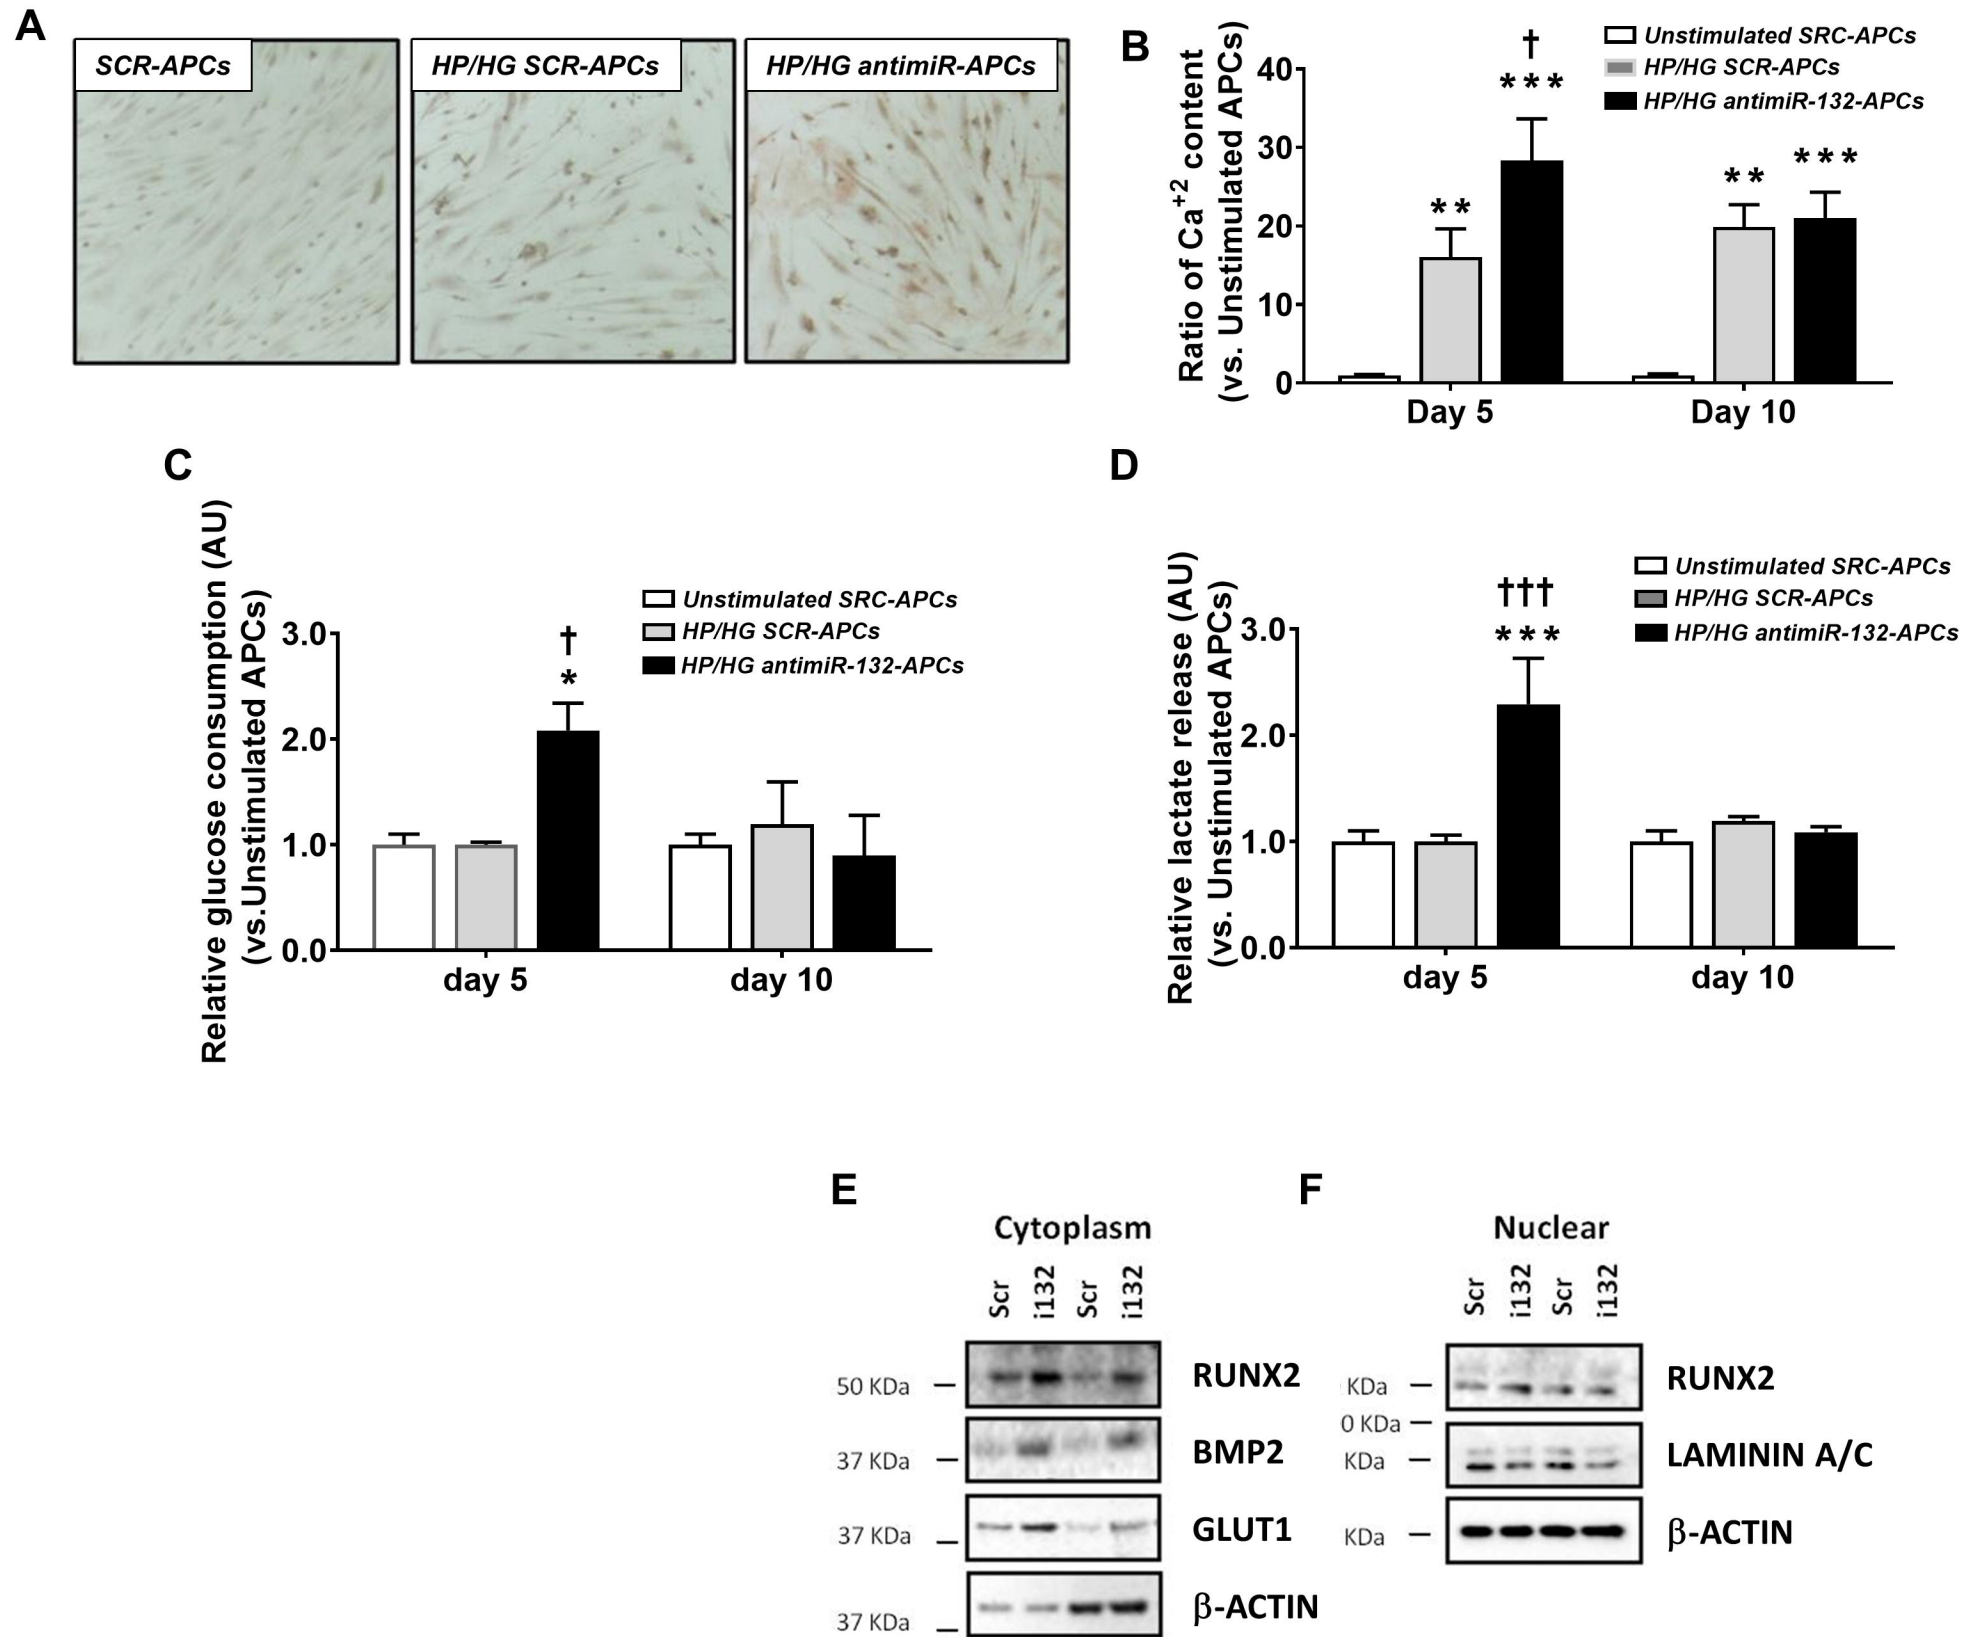 A
SCR-APCs
HP/HG SCR-APCs
HP/HG antimiR-APCs
B
Ratio of Ca+2 content
(vs. Unstimulated APCs)
40
30
20
10
0
**
***
†
**
***
Day 5
Day 10
Unstimulated SRC-APCs
HP/HG SCR-APCs
HP/HG antimiR-132-APCs
C
Relative glucose consumption (AU)
(vs.Unstimulated APCs)
3.0
2.0
1.0
0.0
†
*
day 5
day 10
Unstimulated SRC-APCs
HP/HG SCR-APCs
HP/HG antimiR-132-APCs
D
Relative lactate release (AU)
(vs. Unstimulated APCs)
3.0
2.0
1.0
0.0
†††
***
day 5
day 10
Unstimulated SRC-APCs
HP/HG SCR-APCs
HP/HG antimiR-132-APCs
E
Cytoplasm
Scr
i132
Scr
i132
50 KDa
RUNX2
37 KDa
BMP2
37 KDa
GLUT1
37 KDa
β-ACTIN
F
Nuclear
Scr
i132
Scr
i132
KDa
RUNX2
0 KDa
KDa
LAMININ A/C
KDa
β-ACTIN